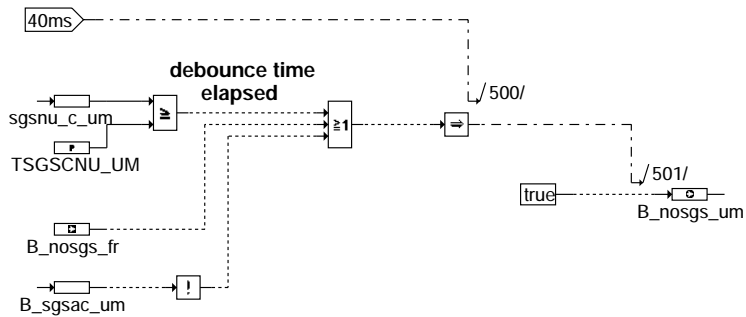 40ms
debounce time
elapsed
/ 500/
sgsnu_c_um
≥
≥1
P
TSGSCNU_UM
/ 501/
true
B_nosgs_um
B_nosgs_fr
!
B_sgsac_um